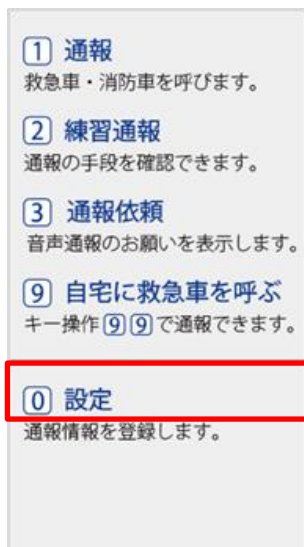 1 通報
救急車・消防車を呼びます。
2 練習通報
通報の手段を確認できます。
3 通報依頼
音声通報のお願いを表示します。
9 自宅に救急車を呼ぶ
キー操作99で通報できます。
0 設定
通報情報を登録します。